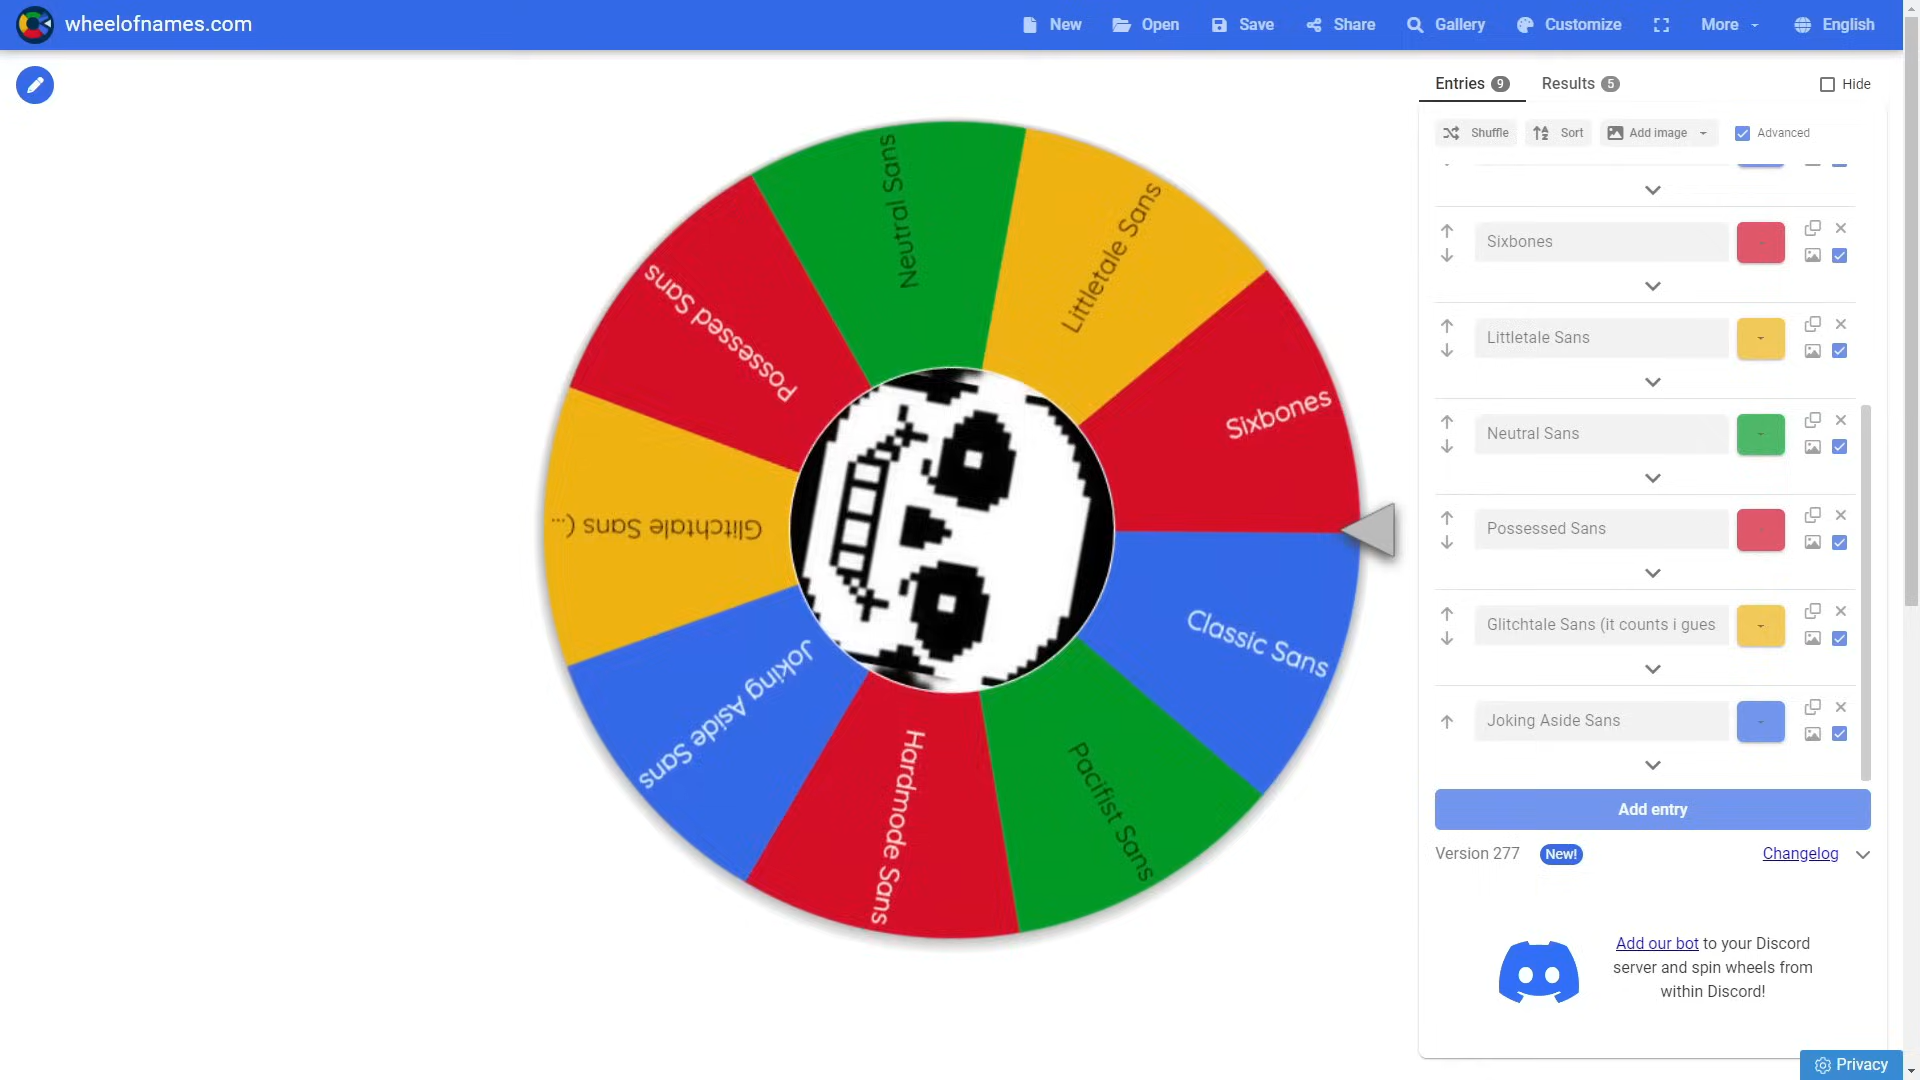 wheelofnames.com
New
Open
Save
Share
Gallery
Customize
More
English
Entries 9
Results 5
Hide
Shuffle
Sort
Add image
Advanced
Neutral Sans
Littletale Sans
Sixbones
Classic Sans
Pacifist Sans
Hardmode Sans
Joking Aside Sans
Glitchtale Sans (...
Possessed Sans
Sixbones
Littletale Sans
Neutral Sans
Possessed Sans
Glitchtale Sans (it counts i gues
Joking Aside Sans
Add entry
Version 277
New!
Changelog
Add our bot to your Discord
server and spin wheels from
within Discord!
Privacy